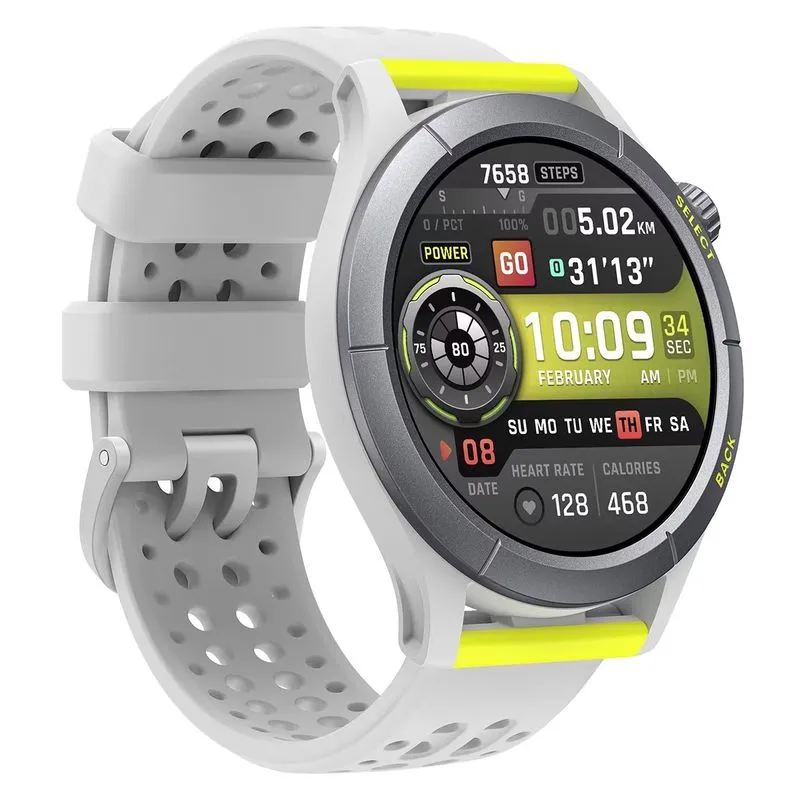 7658 STEPS
S G
0 / PCT 100%
005.02 KM
POWER
GO
0 31'13"
75 80 25
10:09 34 SEC
FEBRUARY AM | PM
SU MO TU WE TH FR SA
08
DATE
HEART RATE CALORIES
128 468
SELECT
BACK